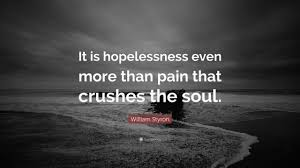 It is hopelessness even
more than pain that
crushes the soul.
William Styron